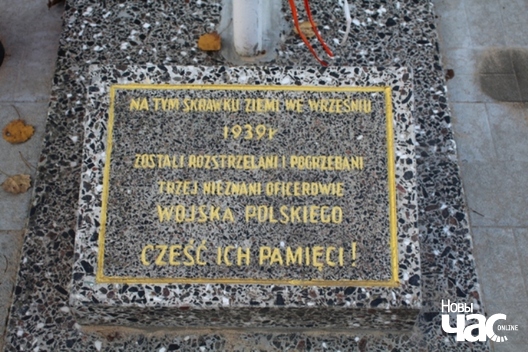 NA TYM SKRAWKU ZIEMI WE WRZEŚNIU
1939 r
ZOSTALI ROZSTRZELANI I POGRZEBANI
TRZEJ NIEZNANI OFICEROWIE
WOJSKA POLSKIEGO
CZEŚĆ ICH PAMIĘCI!
Новы
Час ONLINE